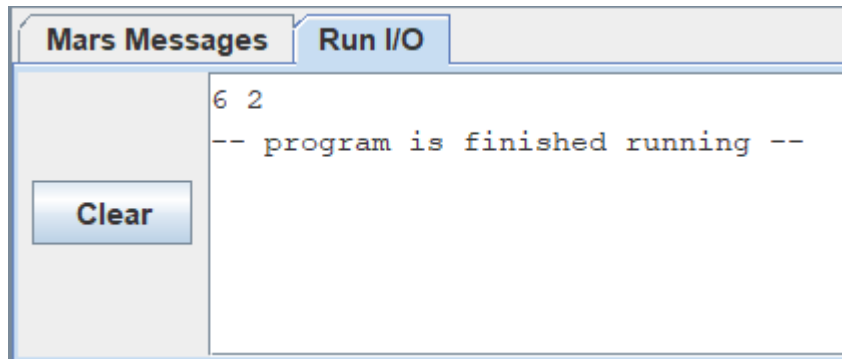 Mars Messages Run I/O
6 2
-- program is finished running --
Clear